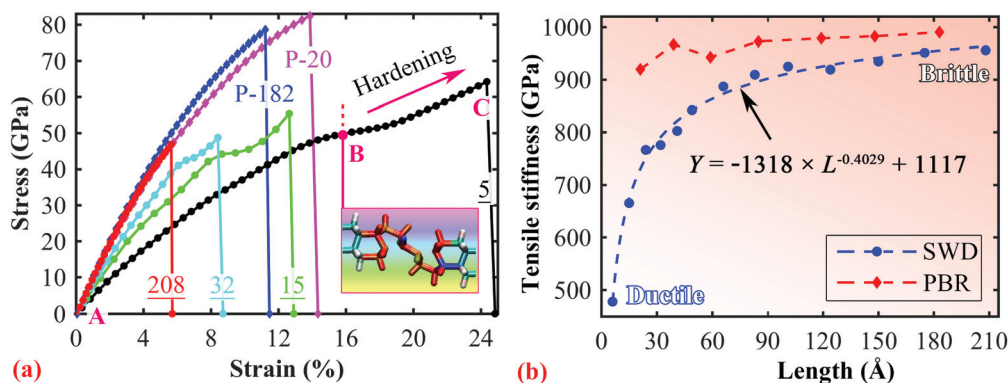 80
70
60
50
40
30
20
10
0
Stress (GPa)
0
4
8
12
16
20
24
Strain (%)
(a)
P-20
P-182
Hardening
A
B
C
208
32
15
5
1000
900
800
700
600
500
Tensile stiffness (GPa)
0
30
60
90
120
150
180
210
Length (Å)
(b)
Brittle
Y = -1318 × L^-0.4029 + 1117
Ductile
SWD
PBR